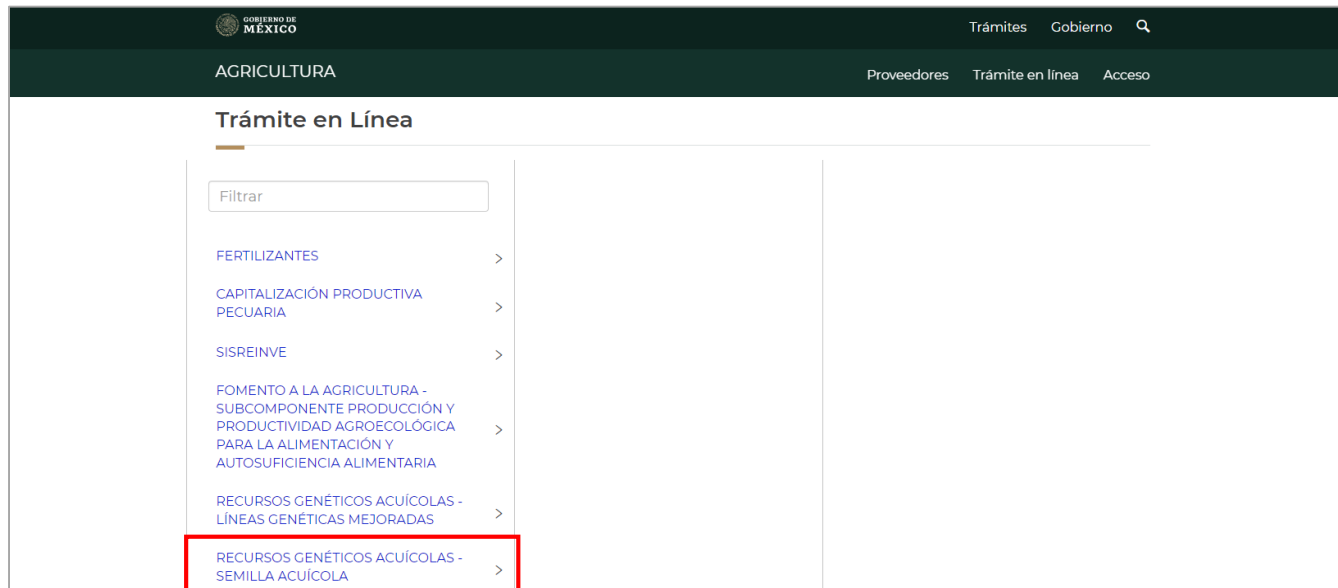 GOBIERNO DE
MÉXICO
Trámites Gobierno
AGRICULTURA
Proveedores Trámite en línea Acceso
Trámite en Línea
Filtrar
FERTILIZANTES
CAPITALIZACIÓN PRODUCTIVA
PECUARIA
SISREINVE
FOMENTO A LA AGRICULTURA -
SUBCOMPONENTE PRODUCCIÓN Y
PRODUCTIVIDAD AGROECOLÓGICA
PARA LA ALIMENTACIÓN Y
AUTOSUFICIENCIA ALIMENTARIA
RECURSOS GENÉTICOS ACUÍCOLAS -
LÍNEAS GENÉTICAS MEJORADAS
RECURSOS GENÉTICOS ACUÍCOLAS -
SEMILLA ACUÍCOLA